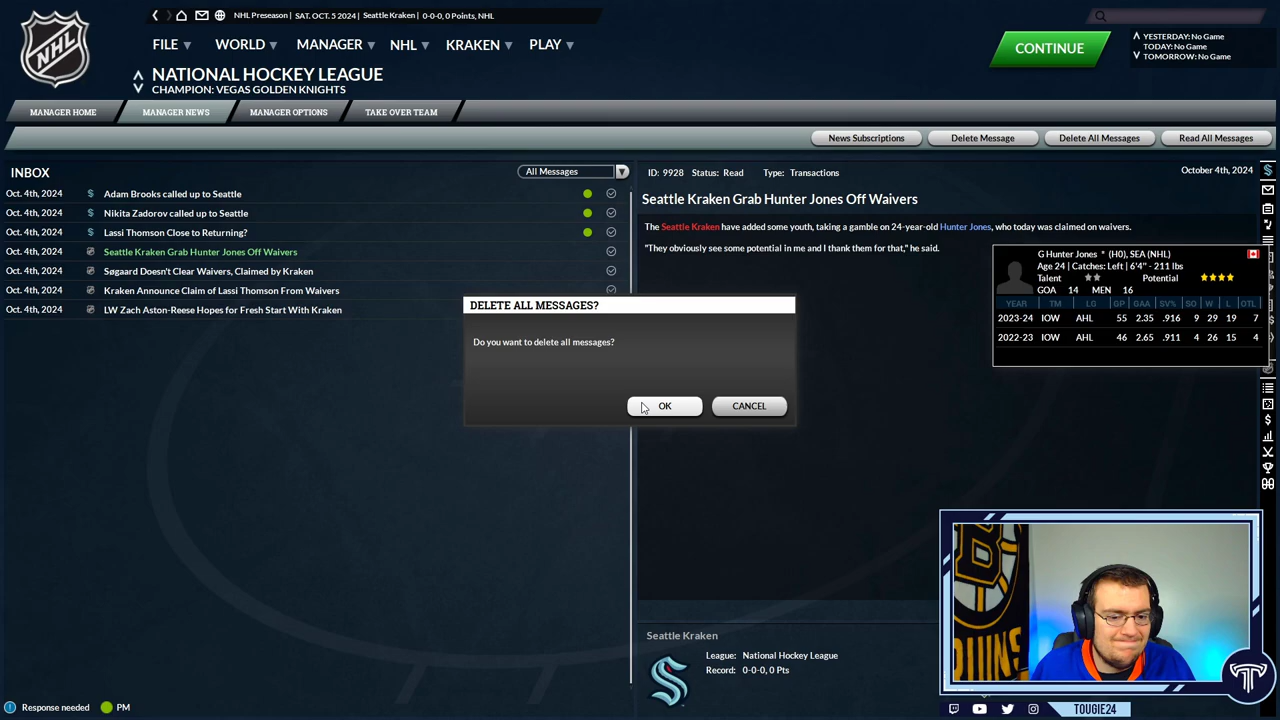 NHL Preseason | SAT. OCT. 5 2024 | Seattle Kraken | 0-0-0, 0 Points, NHL
NHL
FILE WORLD MANAGER NHL KRAKEN PLAY
CONTINUE
YESTERDAY: No Game
TODAY: No Game
TOMORROW: No Game
NATIONAL HOCKEY LEAGUE
CHAMPION: VEGAS GOLDEN KNIGHTS
MANAGER HOME MANAGER NEWS MANAGER OPTIONS TAKE OVER TEAM
News Subscriptions Delete Message Delete All Messages Read All Messages
INBOX All Messages
Oct. 4th, 2024 $ Adam Brooks called up to Seattle
Oct. 4th, 2024 $ Nikita Zadorov called up to Seattle
Oct. 4th, 2024 $ Lassi Thomson Close to Returning?
Oct. 4th, 2024 Seattle Kraken Grab Hunter Jones Off Waivers
Oct. 4th, 2024 Søgaard Doesn't Clear Waivers, Claimed by Kraken
Oct. 4th, 2024 Kraken Announce Claim of Lassi Thomson From Waivers
Oct. 4th, 2024 LW Zach Aston-Reese Hopes for Fresh Start With Kraken
ID: 9928 Status: Read Type: Transactions October 4th, 2024
Seattle Kraken Grab Hunter Jones Off Waivers
The Seattle Kraken have added some youth, taking a gamble on 24-year-old Hunter Jones, who today was claimed on waivers.
"They obviously see some potential in me and I thank them for that," he said.
G Hunter Jones * (H0), SEA (NHL)
Age 24 | Catches: Left | 6'4" - 211 lbs
Talent Potential
GOA 14 MEN 16
YEAR TM LG GP GAA SV% SO W L OTL
2023-24 IOW AHL 55 2.35 .916 9 29 19 7
2022-23 IOW AHL 46 2.65 .911 4 26 15 4
DELETE ALL MESSAGES?
Do you want to delete all messages?
OK CANCEL
Seattle Kraken
League: National Hockey League
Record: 0-0-0, 0 Pts
B
UINS
Response needed PM
TOUGIE24